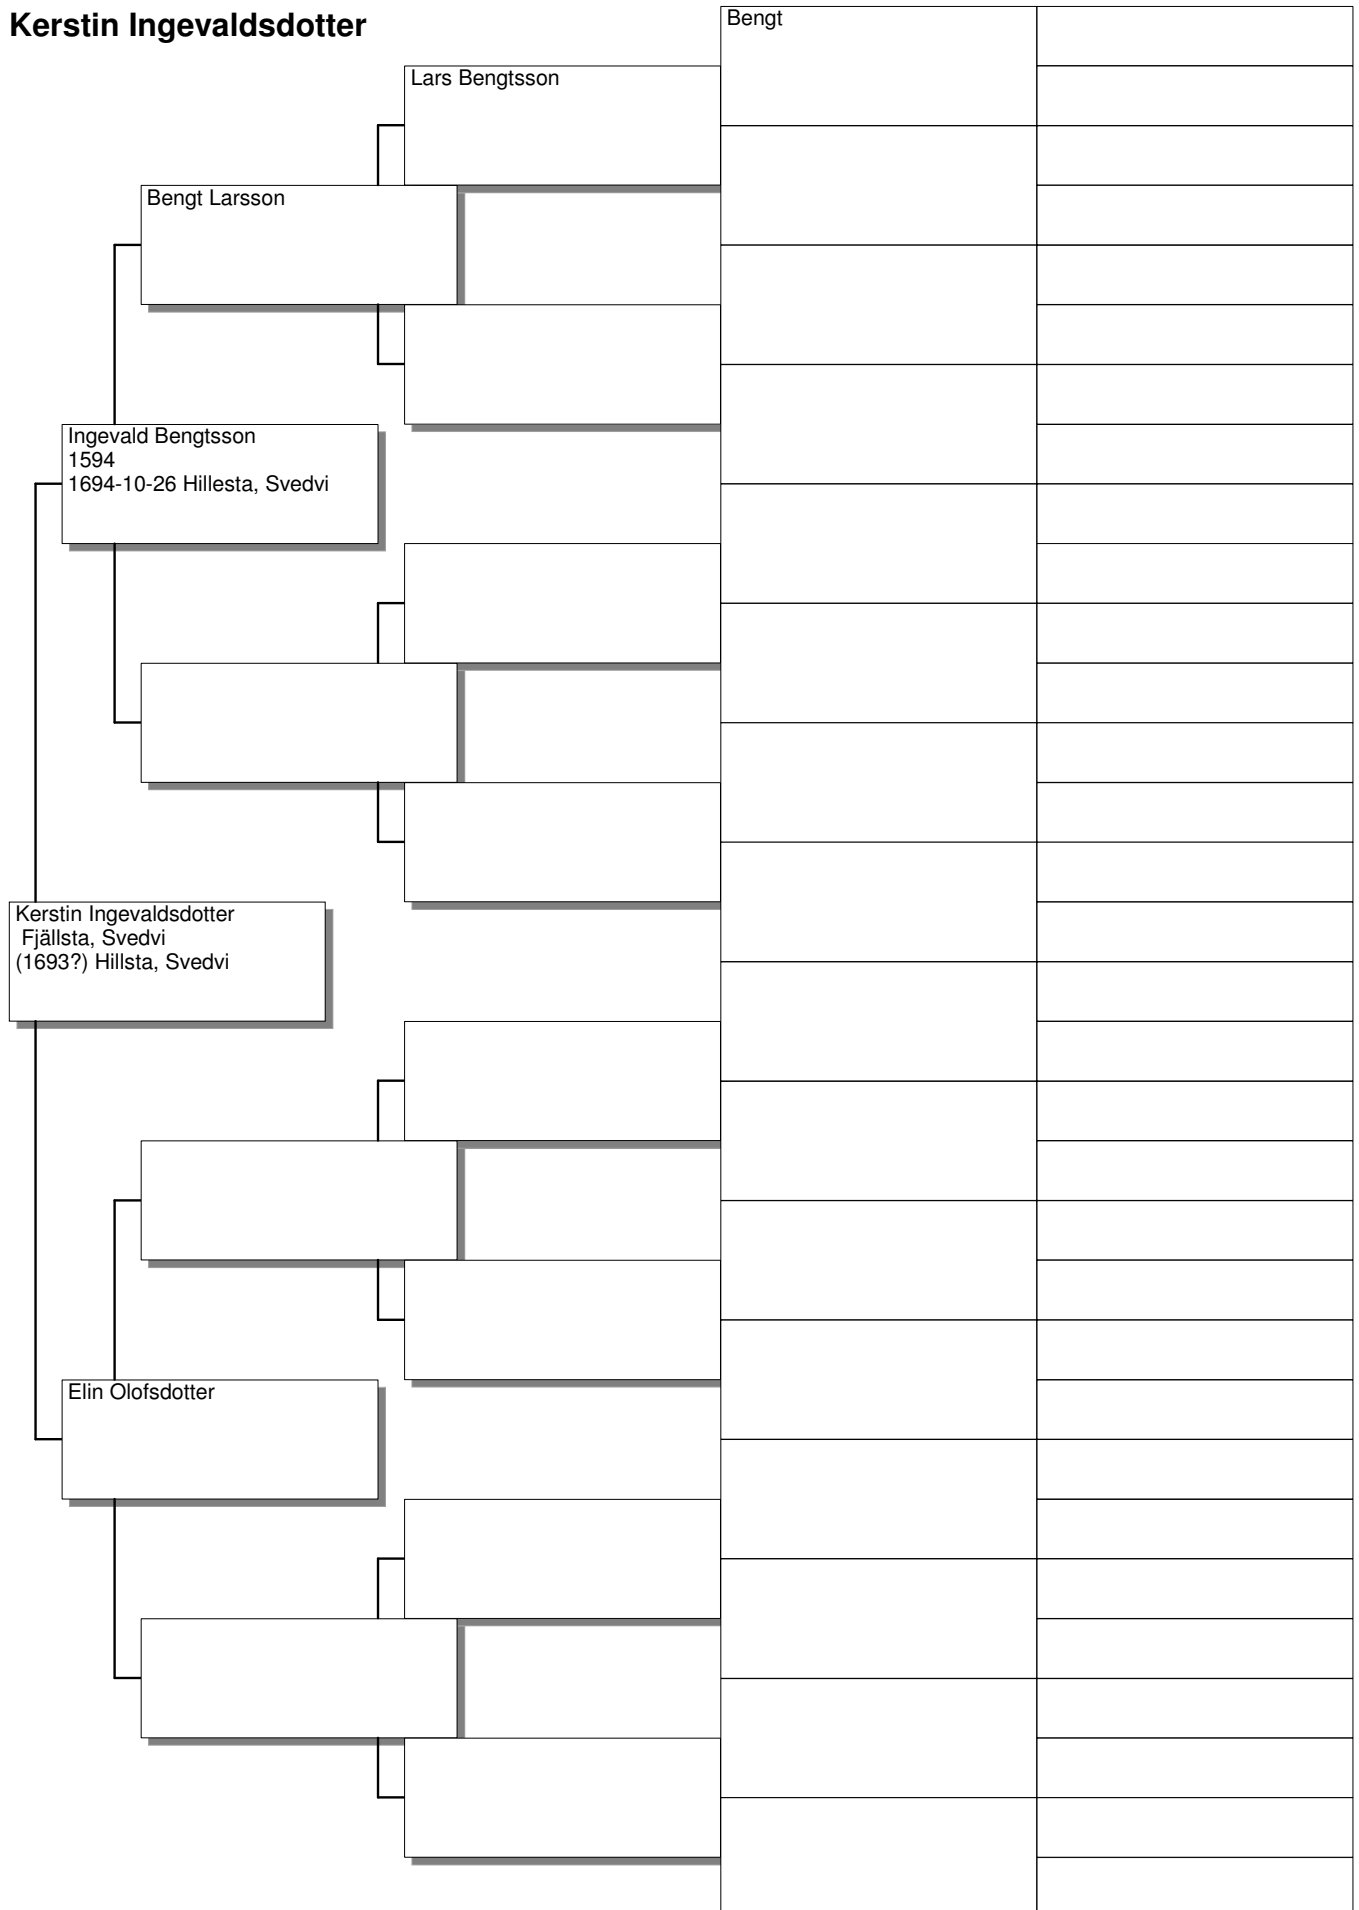 Kerstin Ingevaldsdotter
Bengt
Lars Bengtsson
Bengt Larsson
Ingevald Bengtsson
1594
1694-10-26 Hillesta, Svedvi
Kerstin Ingevaldsdotter
Fjällsta, Svedvi
(1693?) Hillsta, Svedvi
Elin Olofsdotter